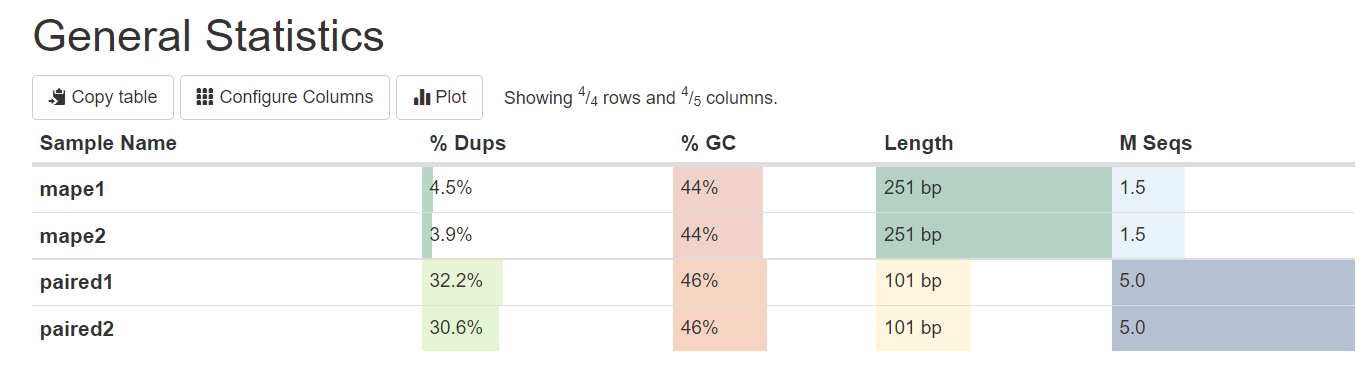 General Statistics
Copy table Configure Columns Plot Showing 4/4 rows and 4/5 columns.
Sample Name % Dups % GC Length M Seqs
mape1 4.5% 44% 251 bp 1.5
mape2 3.9% 44% 251 bp 1.5
paired1 32.2% 46% 101 bp 5.0
paired2 30.6% 46% 101 bp 5.0